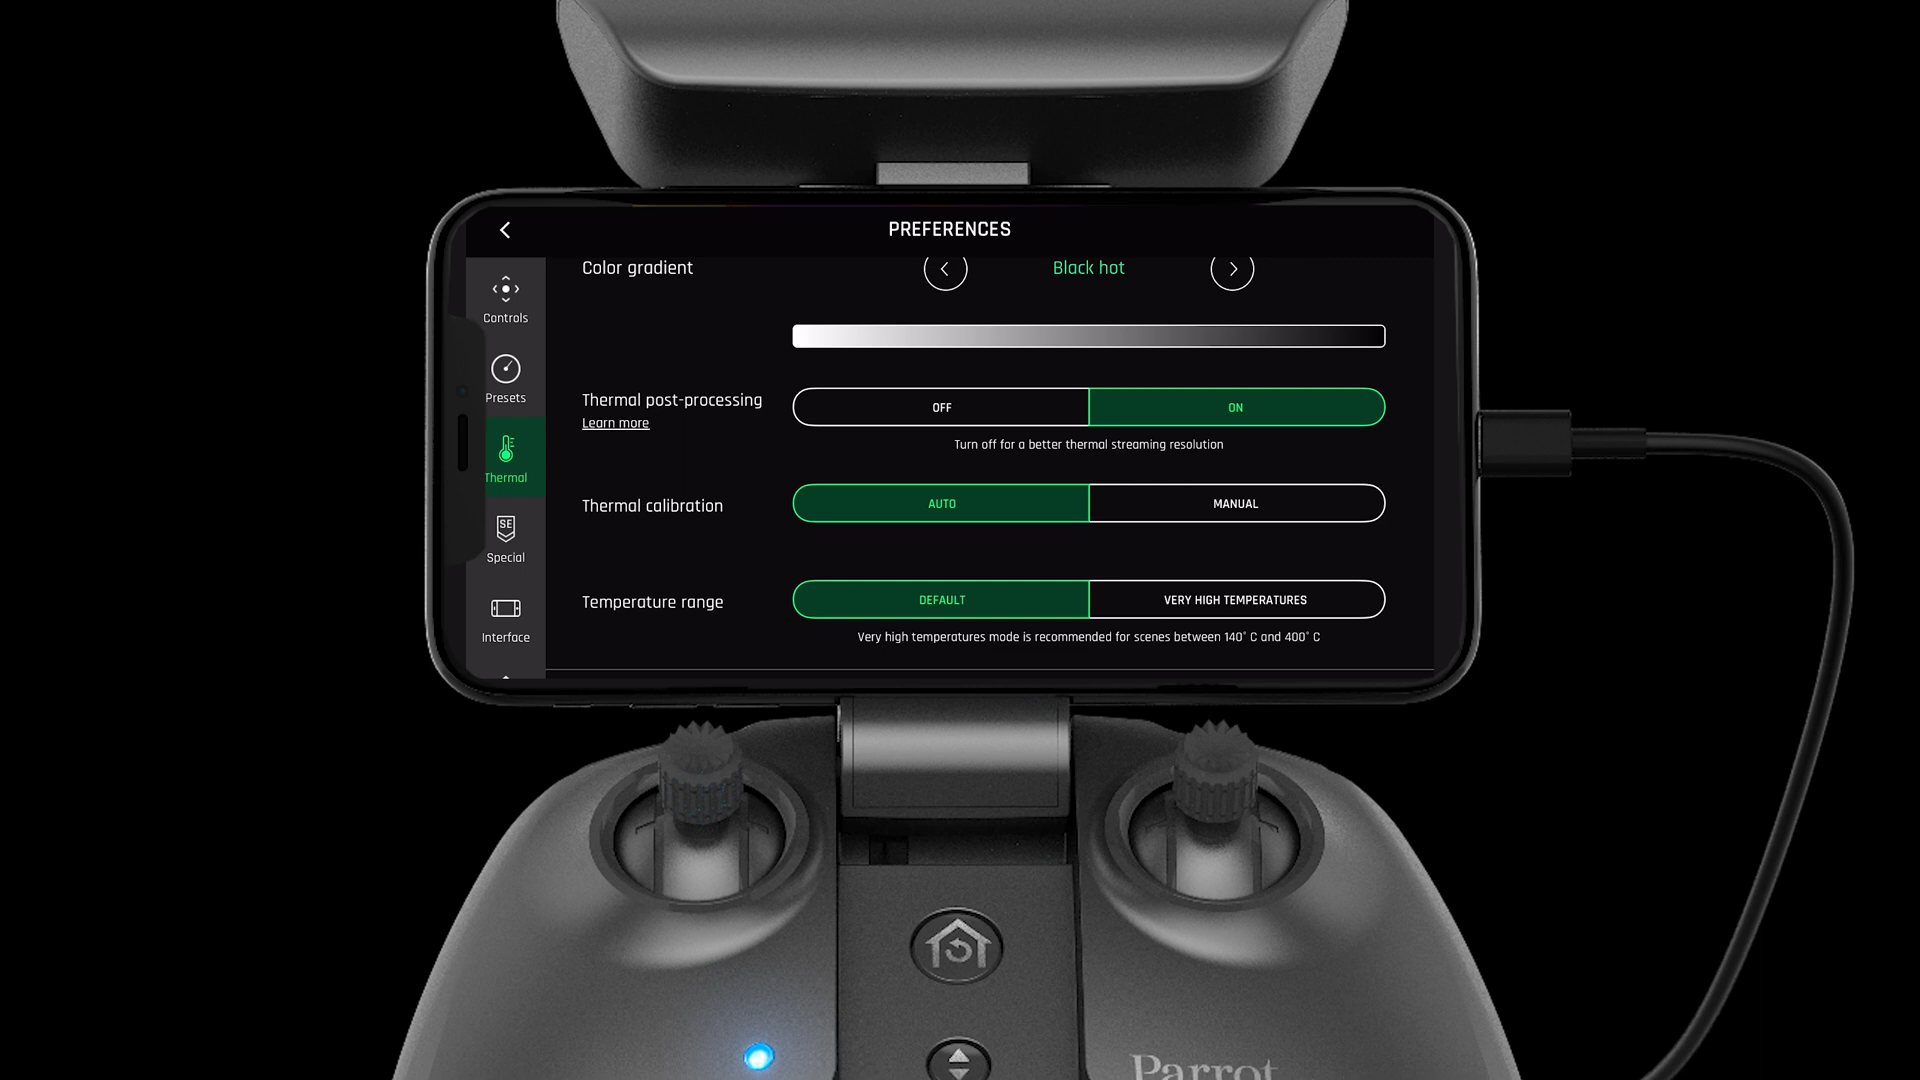 PREFERENCES
Color gradient
Black hot
Controls
Presets
Thermal post-processing
OFF
ON
Learn more
Turn off for a better thermal streaming resolution
Thermal
Thermal calibration
AUTO
MANUAL
SE
Special
Temperature range
DEFAULT
VERY HIGH TEMPERATURES
Very high temperatures mode is recommended for scenes between 140° C and 400° C
Interface
Parrot